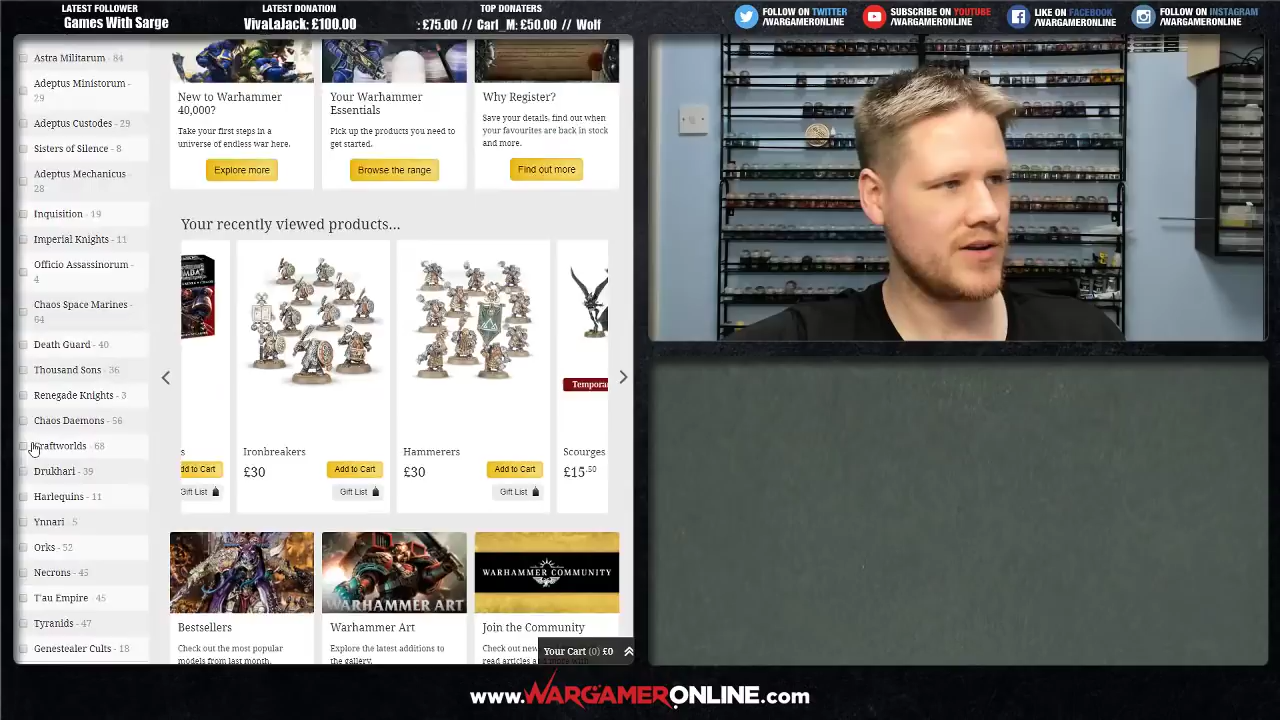 LATEST FOLLOWER
Games With Sarge
LATEST DONATION
VivaLaJack: £100.00
TOP DONATERS
: £75.00 // Carl_M: £50.00 // Wolf
FOLLOW ON TWITTER
/WARGAMERONLINE
SUBSCRIBE ON YOUTUBE
/WARGAMERONLINE
LIKE ON FACEBOOK
/WARGAMERONLINE
FOLLOW ON INSTAGRAM
/WARGAMERONLINE
Astra Militarum - 84
Adeptus Ministorum -
29
Adeptus Custodes - 29
Sisters of Silence - 8
Adeptus Mechanicus -
28
Inquisition - 19
Imperial Knights - 11
Officio Assassinorum -
4
Chaos Space Marines -
64
Death Guard - 40
Thousand Sons - 36
Renegade Knights - 3
Chaos Daemons - 56
Craftworlds - 68
Drukhari - 39
Harlequins - 11
Ynnari - 5
Orks - 52
Necrons - 45
T'au Empire - 45
Tyranids - 47
Genestealer Cults - 18
New to Warhammer
40,000?
Take your first steps in a
universe of endless war here.
Explore more
Your Warhammer
Essentials
Pick up the products you need to
get started.
Browse the range
Why Register?
Save your details, find out when
your favourites are back in stock
and more.
Find out more
Your recently viewed products...
s
dd to Cart
Gift List
Ironbreakers
£30
Add to Cart
Gift List
Hammerers
£30
Add to Cart
Gift List
Tempora
Scourges
£15.50
WARHAMMER ART
WARHAMMER COMMUNITY
Bestsellers
Check out the most popular
models from last month.
Warhammer Art
Explore the latest additions to
the gallery.
Join the Community
Check out new
read articles
Your Cart (0) £0
www.WARGAMERONLINE.com